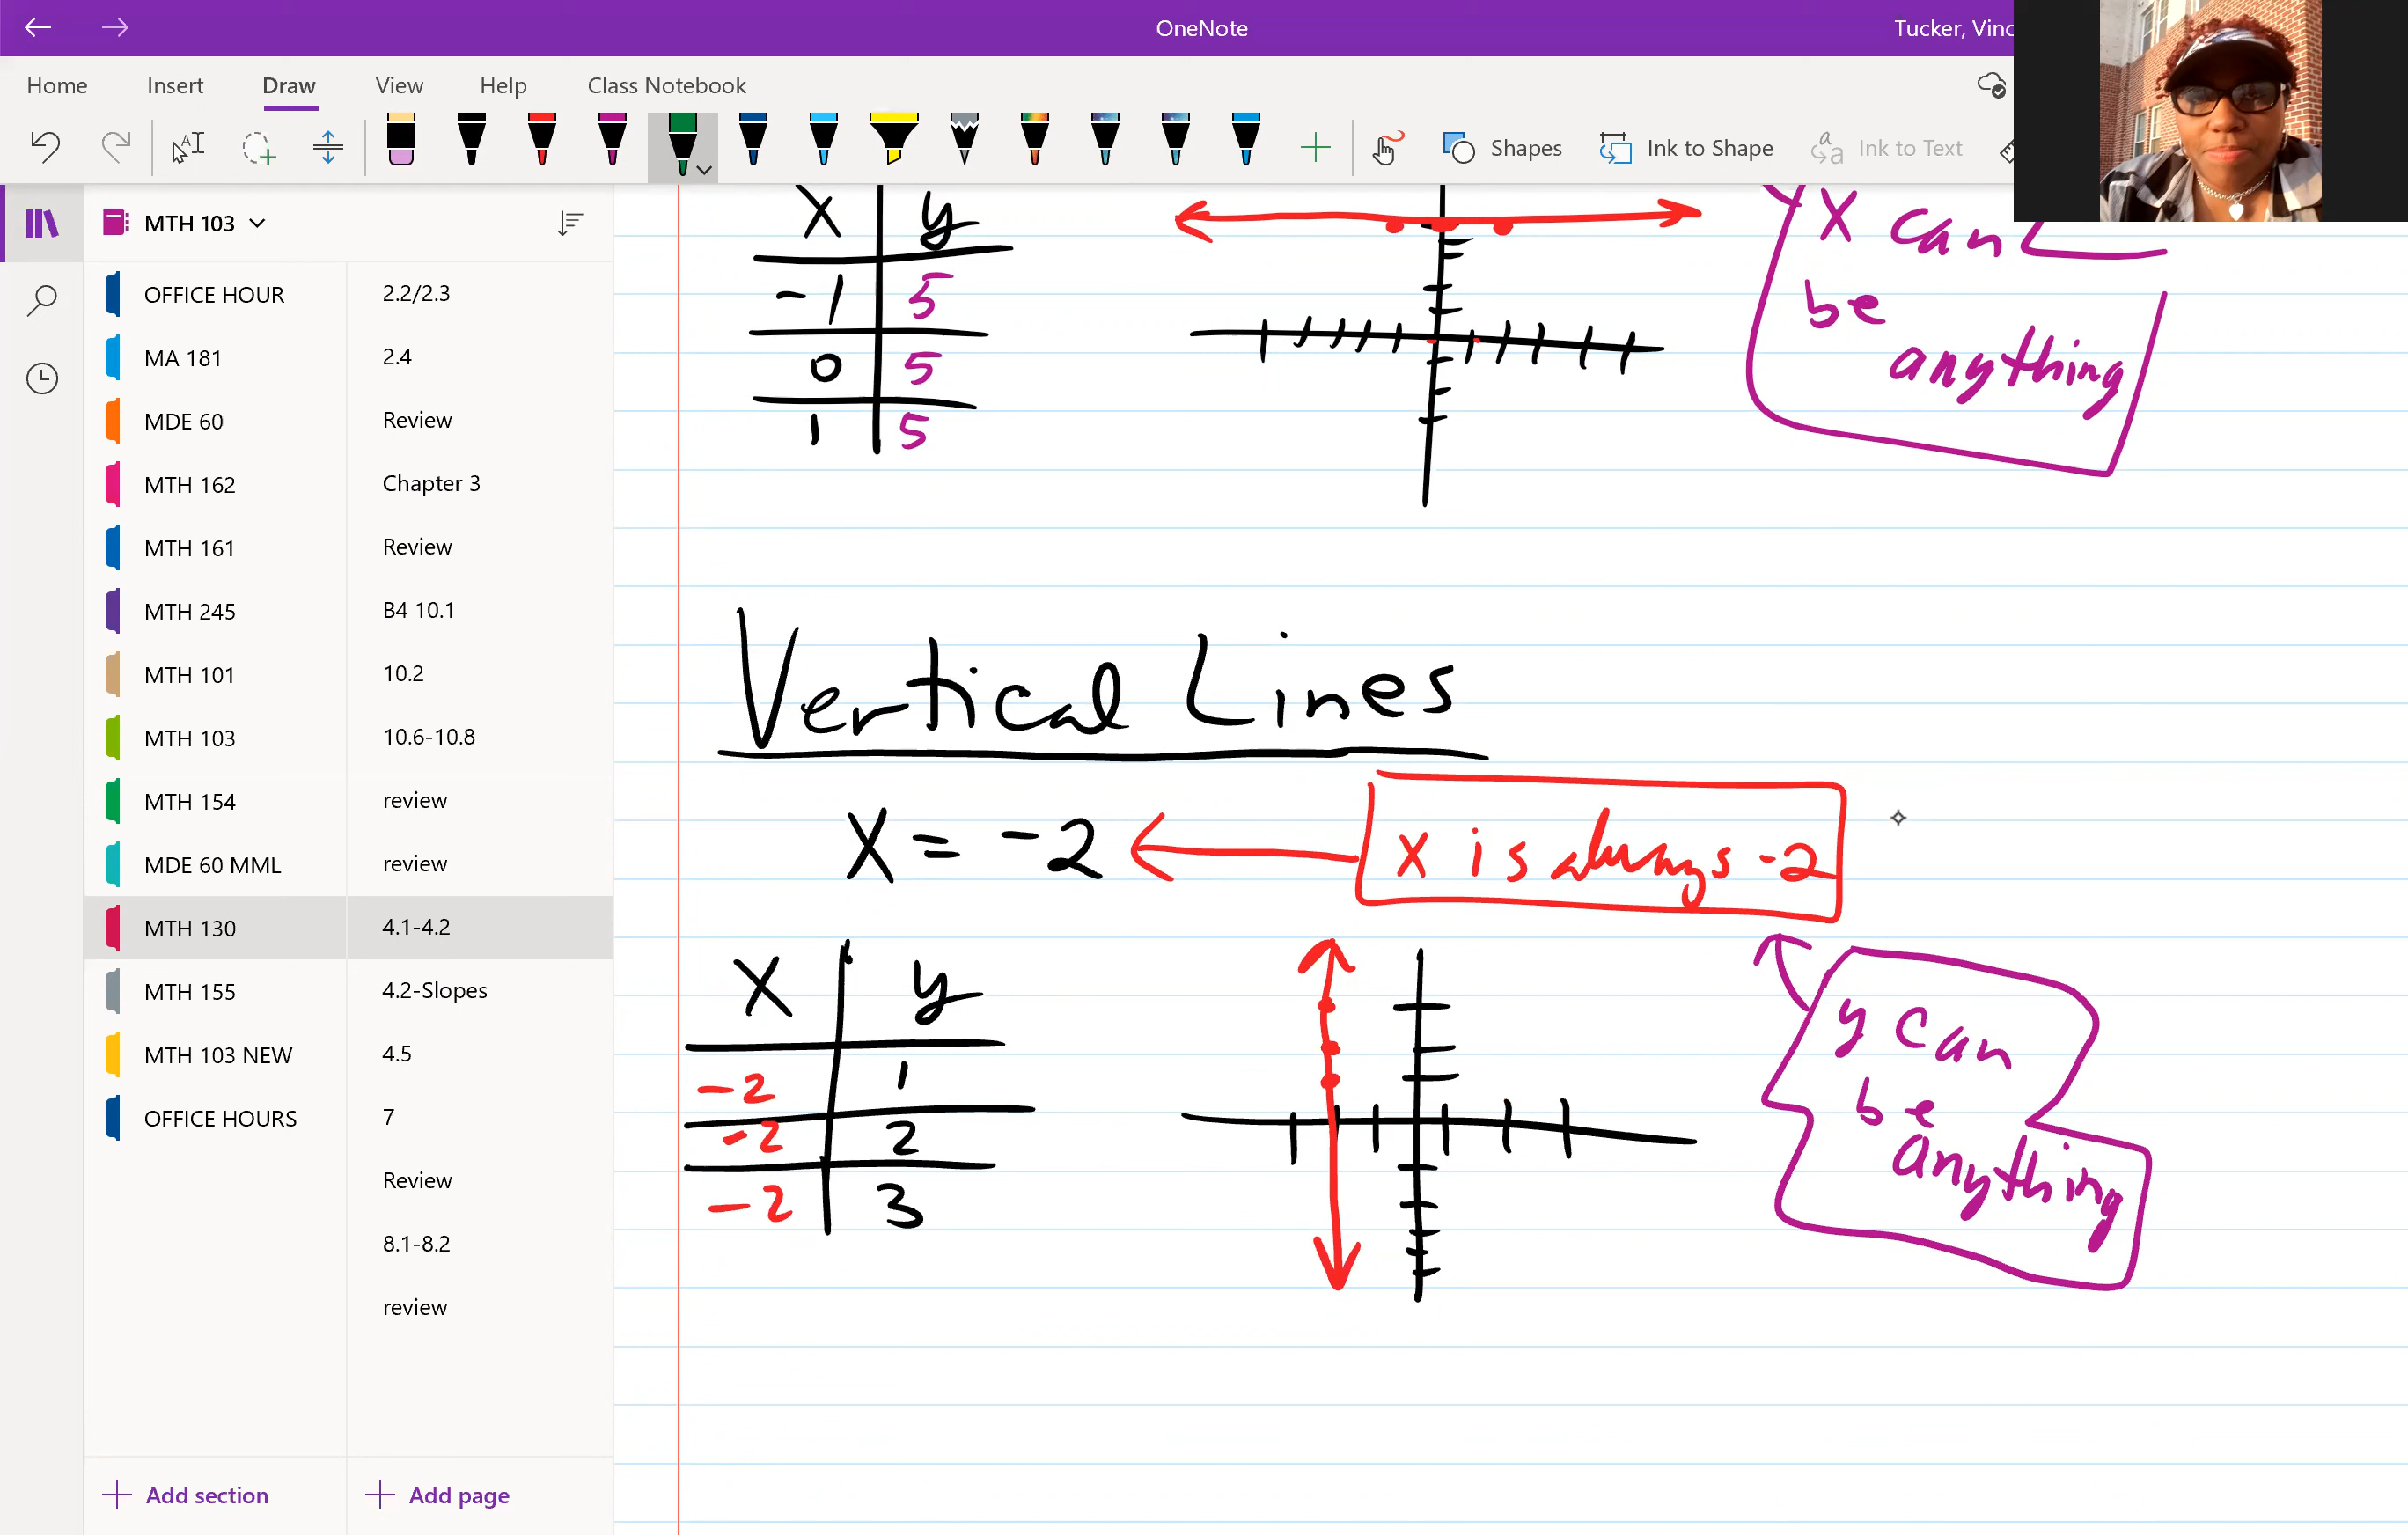 OneNote
Tucker, Vinc
Home Insert Draw View Help Class Notebook
Shapes Ink to Shape Ink to Text
MTH 103
OFFICE HOUR
MA 181
MDE 60
MTH 162
MTH 161
MTH 245
MTH 101
MTH 103
MTH 154
MDE 60 MML
MTH 130
MTH 155
MTH 103 NEW
OFFICE HOURS
Add section
2.2/2.3
2.4
Review
Chapter 3
Review
B4 10.1
10.2
10.6-10.8
review
review
4.1-4.2
4.2-Slopes
4.5
7
Review
8.1-8.2
review
Add page
x y
-1 5
0 5
1 5
x can
be
anything
Vertical Lines
x = -2
x is always -2
x y
-2 1
-2 2
-2 3
y can
be
anything